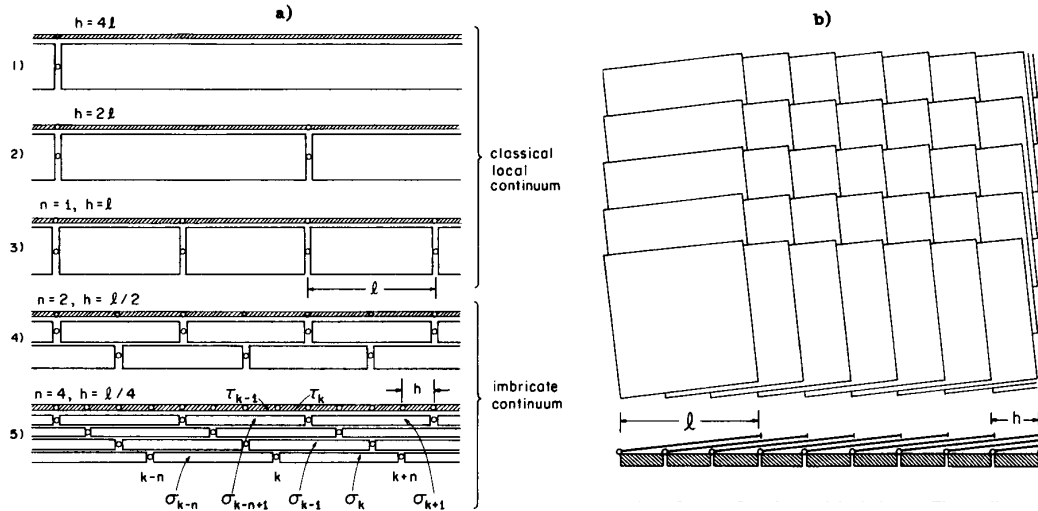 a)
h = 4ℓ
1)
h = 2ℓ
2)
classical
local
continuum
n = 1, h = ℓ
3)
ℓ
n = 2, h = ℓ/2
4)
h
n = 4, h = ℓ/4
τk-1
τk
imbricate
continuum
5)
k-n
k
k+n
σk-n
σk-n+1
σk-1
σk
σk+1
b)
ℓ
h